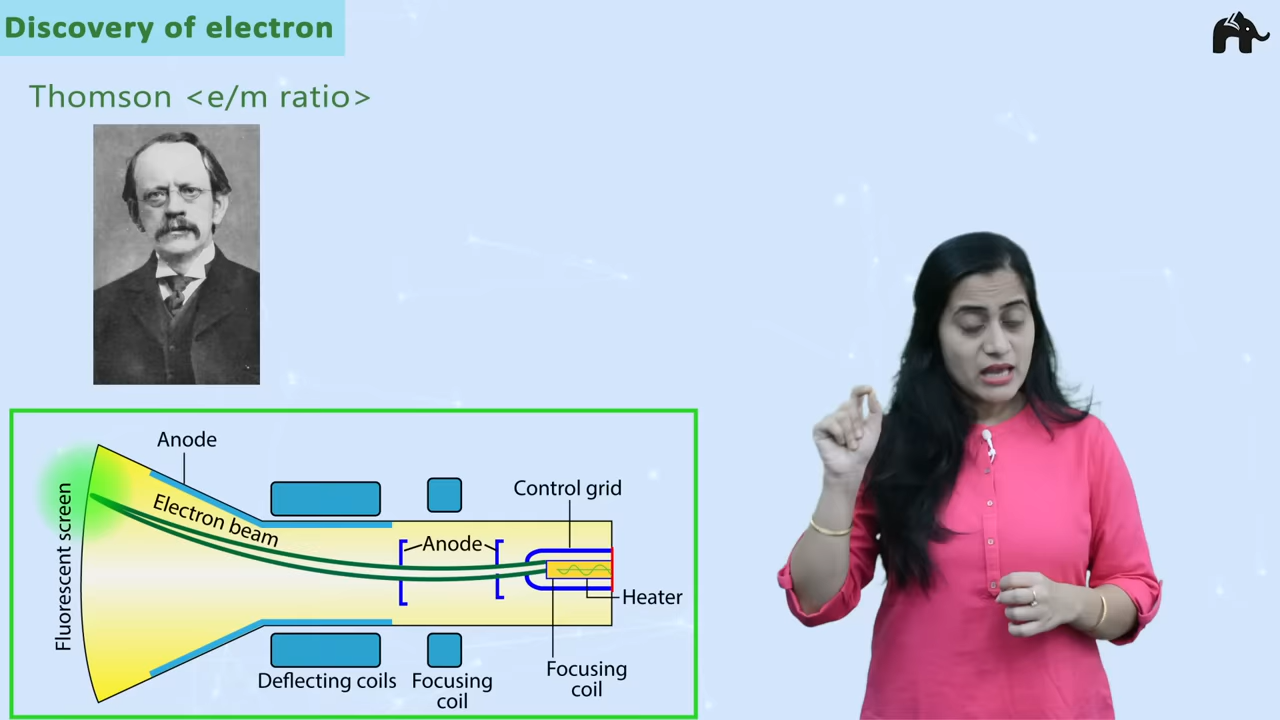 Discovery of electron
Thomson <e/m ratio>
Anode
Control grid
Electron beam
Anode
Fluorescent screen
Heater
Deflecting coils
Focusing
coil
Focusing
coil